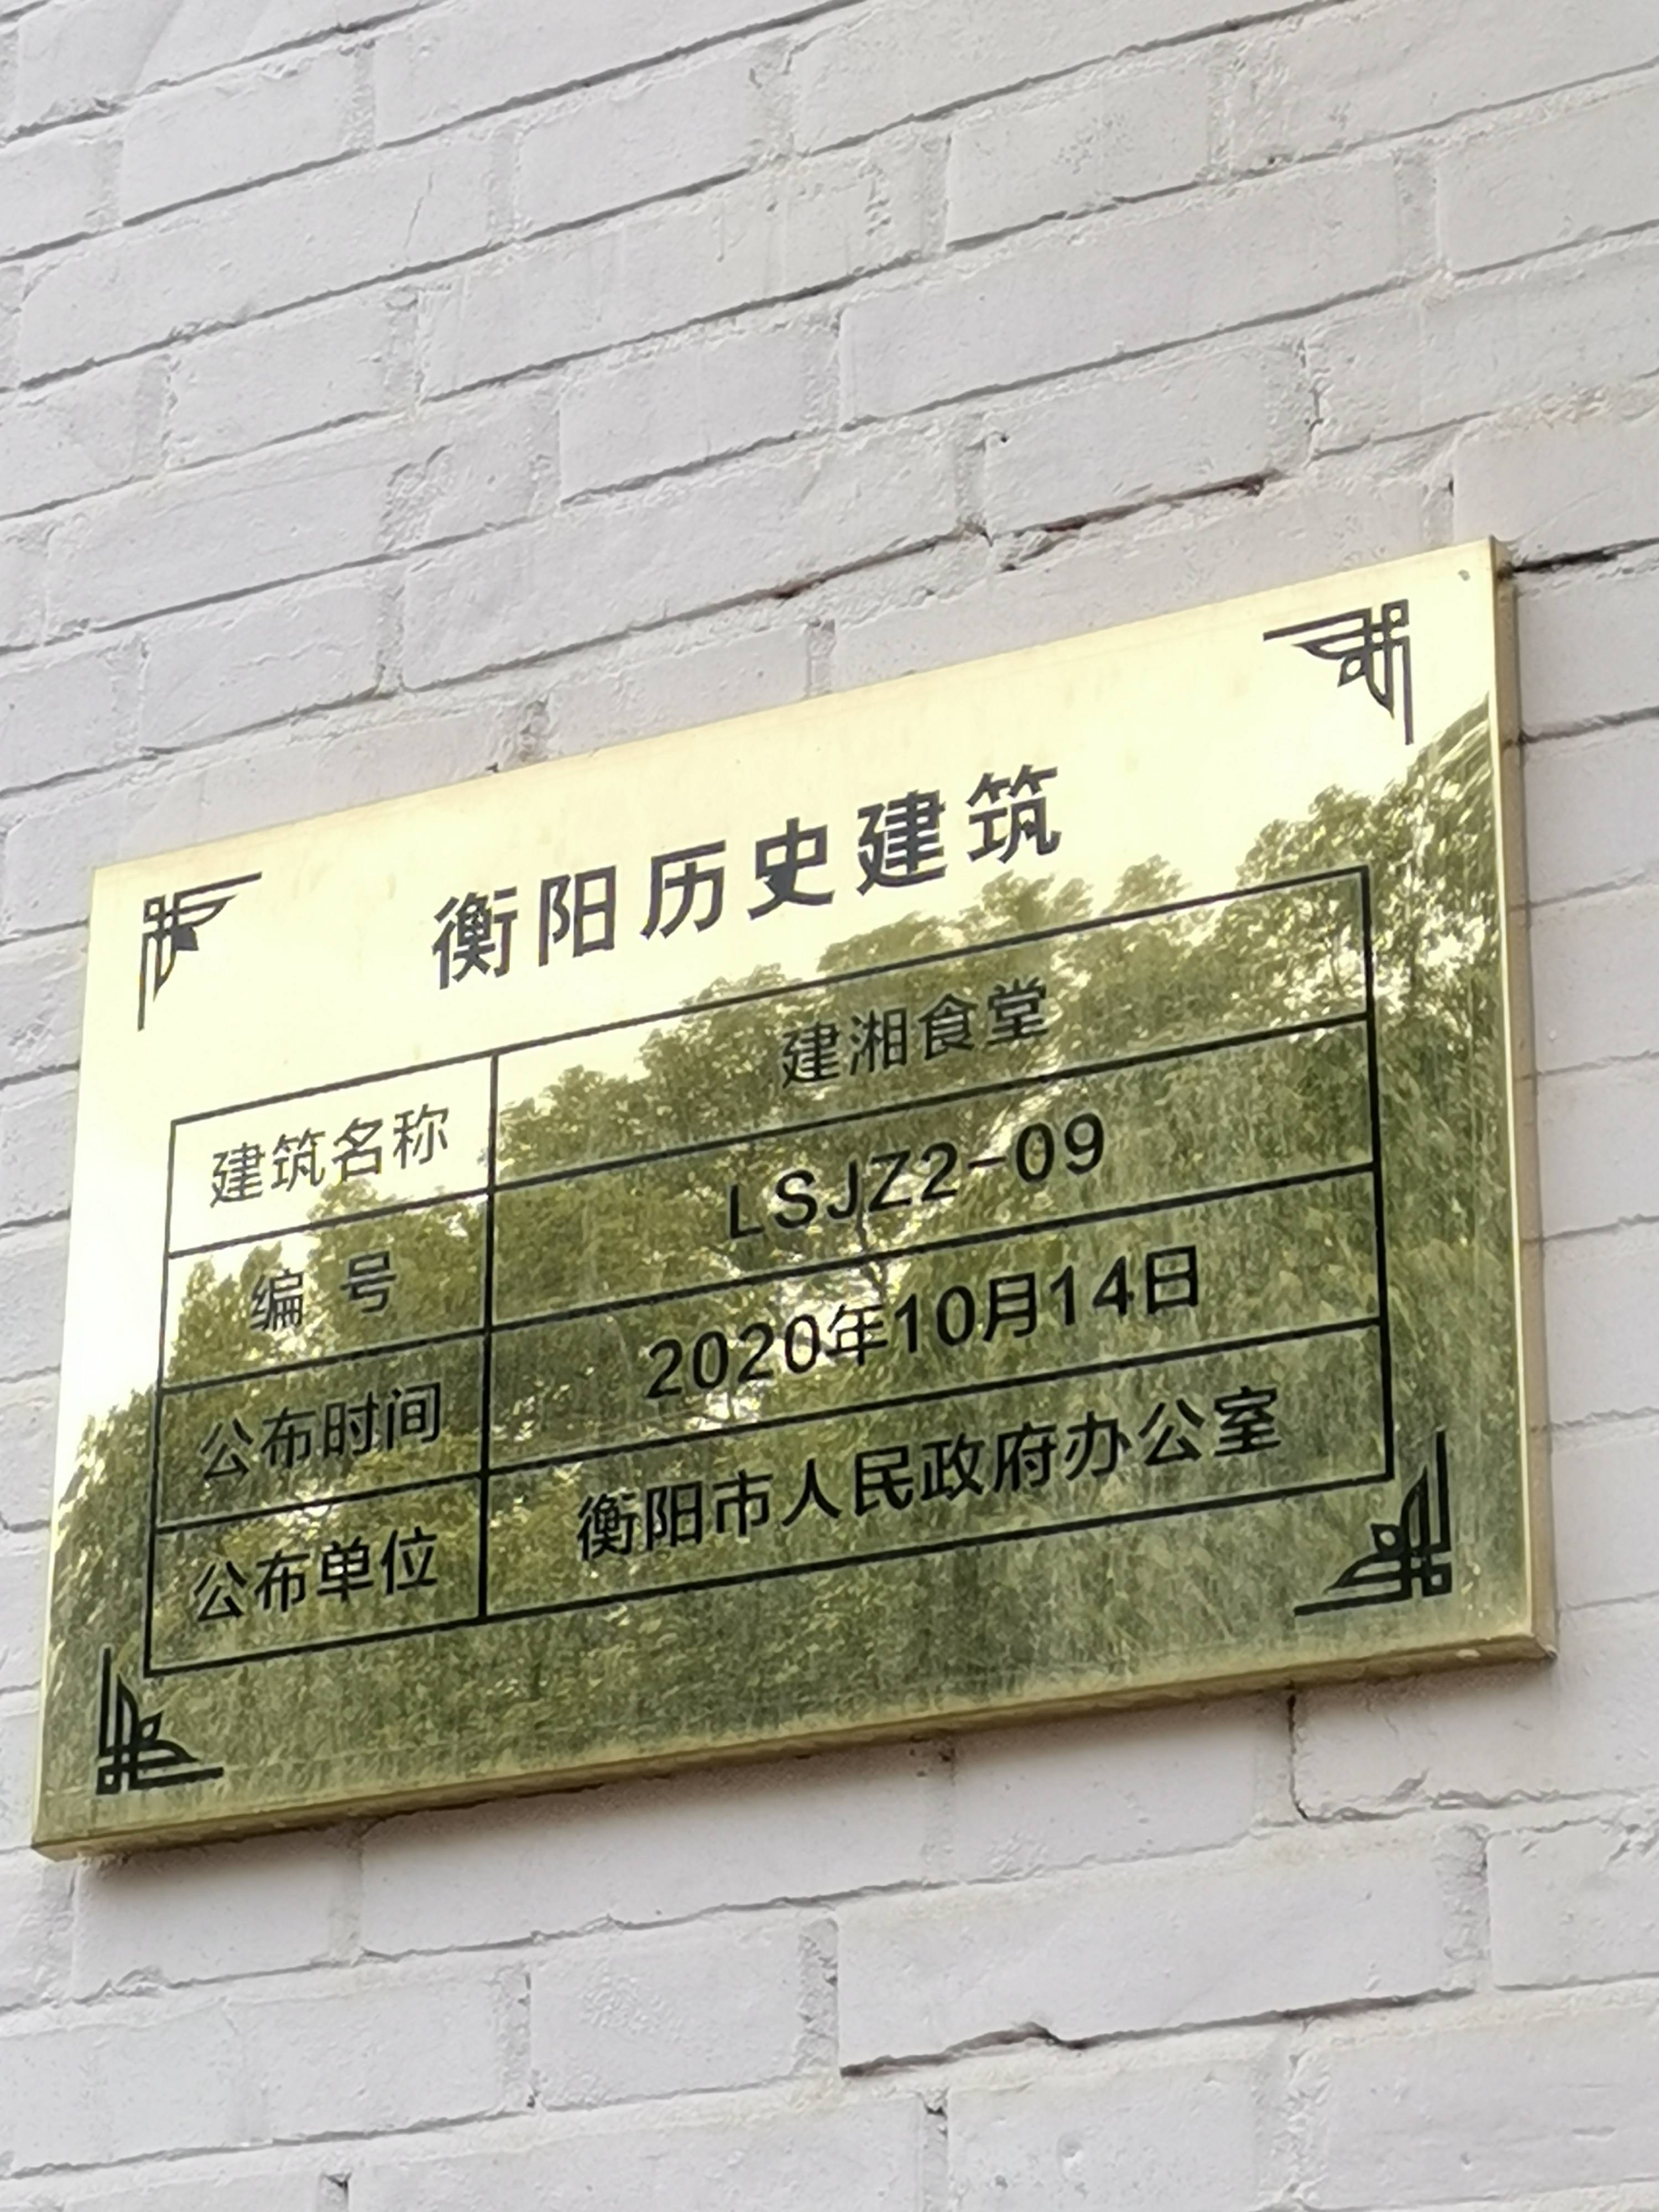 衡阳历史建筑
建筑名称 建湘食堂
编 号 LSJZ2-09
公布时间 2020年10月14日
公布单位 衡阳市人民政府办公室